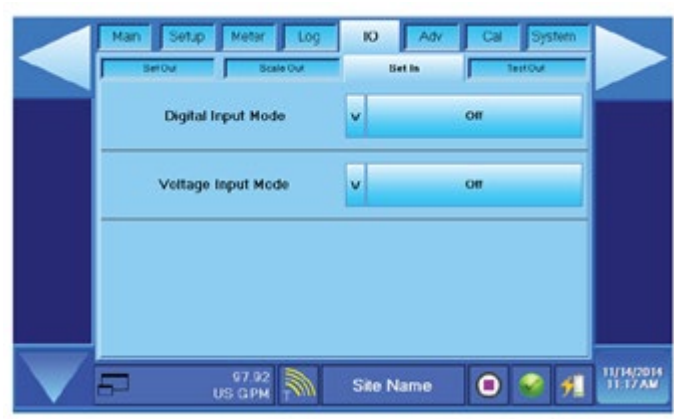 Main Setup Meter Log IO Adv Cal System
Set Out Scale Out Set In Test Out
Digital Input Mode v Off
Voltage Input Mode v Off
97.92
US GPM T Site Name
11/14/2014
11:17 AM